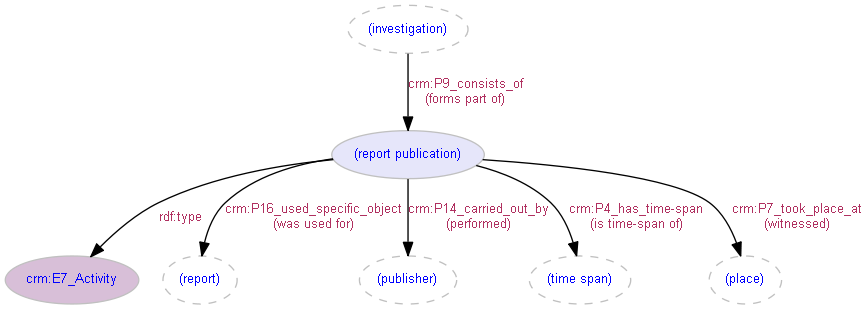 (investigation)
crm:P9_consists_of
(forms part of)
(report publication)
rdf:type
crm:P16_used_specific_object
(was used for)
crm:P14_carried_out_by
(performed)
crm:P4_has_time-span
(is time-span of)
crm:P7_took_place_at
(witnessed)
crm:E7_Activity
(report)
(publisher)
(time span)
(place)